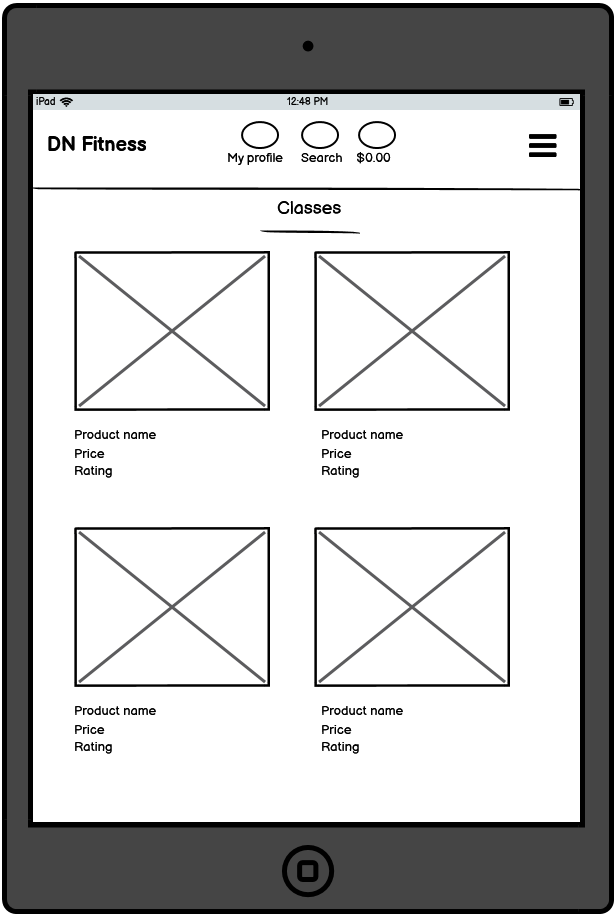 iPad 12:48 PM
DN Fitness
My profile Search $0.00
Classes
Product name Product name
Price Price
Rating Rating
Product name Product name
Price Price
Rating Rating